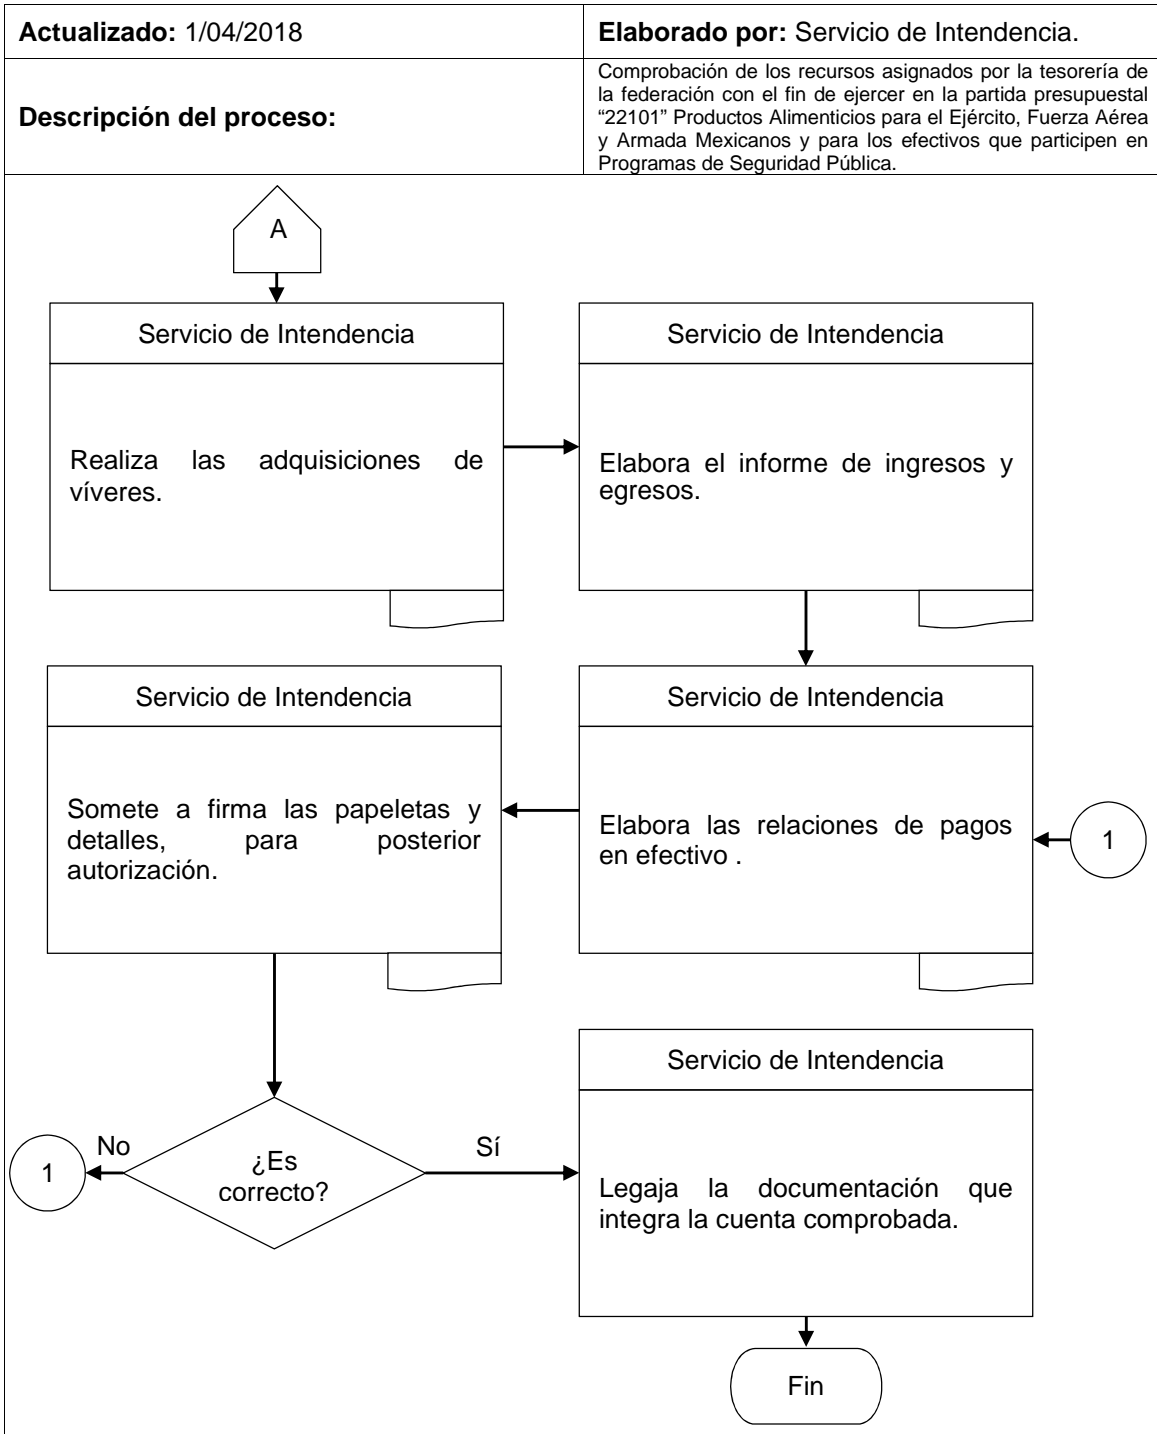 Actualizado: 1/04/2018
Elaborado por: Servicio de Intendencia.
Descripción del proceso:
Comprobación de los recursos asignados por la tesorería de
la federación con el fin de ejercer en la partida presupuestal
“22101” Productos Alimenticios para el Ejército, Fuerza Aérea
y Armada Mexicanos y para los efectivos que participen en
Programas de Seguridad Pública.
A
Servicio de Intendencia
Realiza las adquisiciones de
víveres.
Servicio de Intendencia
Elabora el informe de ingresos y
egresos.
Servicio de Intendencia
Somete a firma las papeletas y
detalles, para posterior
autorización.
Servicio de Intendencia
Elabora las relaciones de pagos
en efectivo .
1
Servicio de Intendencia
Legaja la documentación que
integra la cuenta comprobada.
1
No
¿Es
correcto?
Sí
Fin